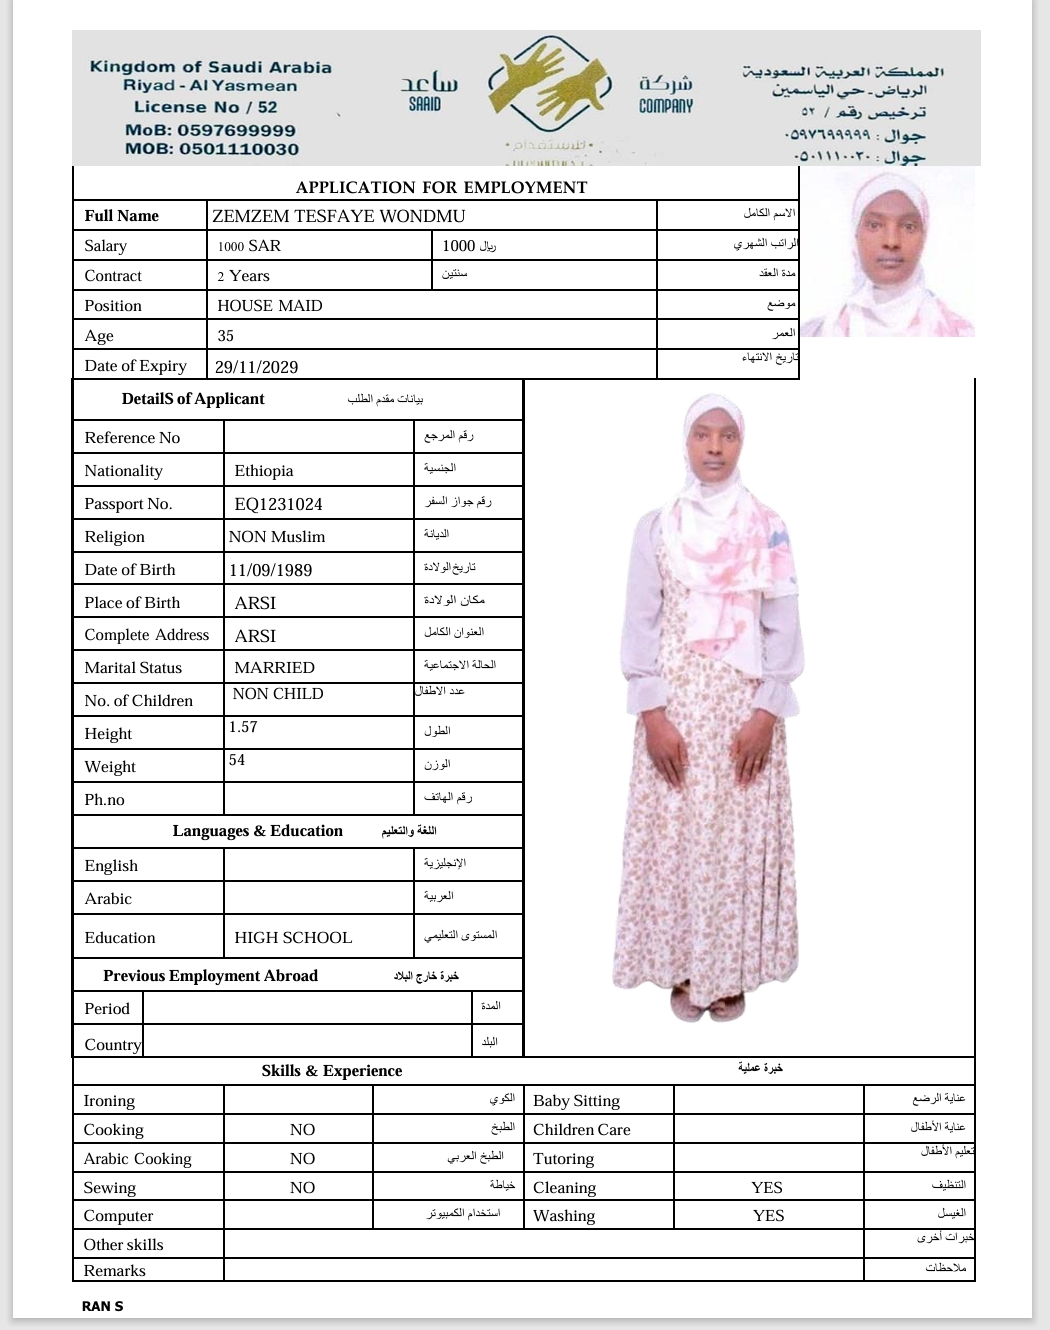 Kingdom of Saudi Arabia
Riyad - Al Yasmean
License No / 52
MoB: 0597699999
MOB: 0501110030
ساعد
SAAID
شركة
COMPANY
للاستقدام
المملكة العربية السعودية
الرياض - حي الياسمين
ترخيص رقم / ٥٢
جوال : ٠٥٩٧٦٩٩٩٩٩
جوال : ٠٥٠١١١٠٠٣٠
APPLICATION FOR EMPLOYMENT
Full Name ZEMZEM TESFAYE WONDMU الاسم الكامل
Salary 1000 SAR 1000 ريال الراتب الشهري
Contract 2 Years سنتين مدة العقد
Position HOUSE MAID موضع
Age 35 العمر
Date of Expiry 29/11/2029 تاريخ الانتهاء
DetailS of Applicant بيانات مقدم الطلب
Reference No رقم المرجع
Nationality Ethiopia الجنسية
Passport No. EQ1231024 رقم جواز السفر
Religion NON Muslim الديانة
Date of Birth 11/09/1989 تاريخ الولادة
Place of Birth ARSI مكان الولادة
Complete Address ARSI العنوان الكامل
Marital Status MARRIED الحالة الاجتماعية
No. of Children NON CHILD عدد الاطفال
Height 1.57 الطول
Weight 54 الوزن
Ph.no رقم الهاتف
Languages & Education اللغة والتعليم
English الإنجليزية
Arabic العربية
Education HIGH SCHOOL المستوى التعليمي
Previous Employment Abroad خبرة خارج البلاد
Period المدة
Country البلد
Skills & Experience خبرة عملية
Ironing الكوي Baby Sitting عناية الرضع
Cooking NO الطبخ Children Care عناية الأطفال
Arabic Cooking NO الطبخ العربي Tutoring تعليم الأطفال
Sewing NO خياطة Cleaning YES التنظيف
Computer استخدام الكمبيوتر Washing YES الغيسل
Other skills خبرات أخرى
Remarks ملاحظات
RAN S